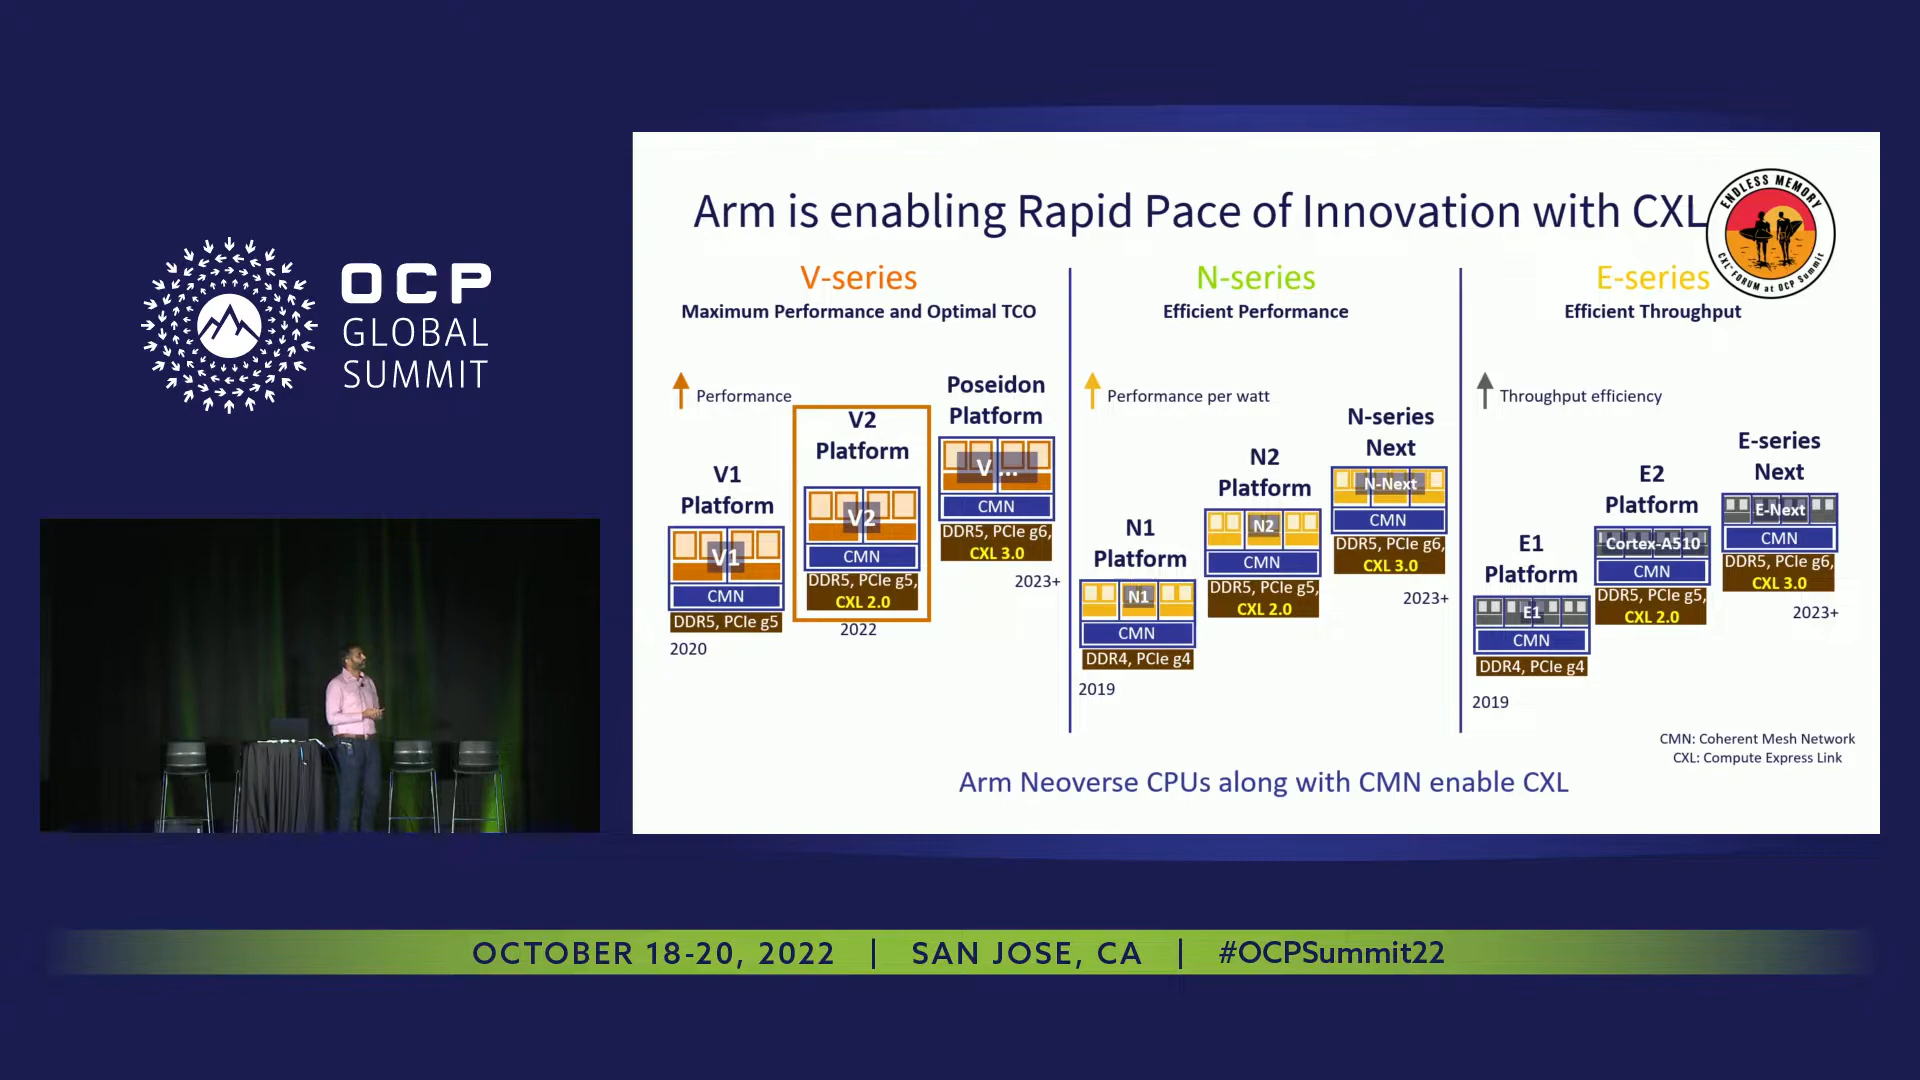 OCP
GLOBAL
SUMMIT
Arm is enabling Rapid Pace of Innovation with CXL
ENDLESS MEMORY
CXL FORUM at OCP Summit
V-series
Maximum Performance and Optimal TCO
Performance
V1
Platform
V1
CMN
DDR5, PCIe g5
2020
V2
Platform
V2
CMN
DDR5, PCIe g5,
CXL 2.0
2022
Poseidon
Platform
V ...
CMN
DDR5, PCIe g6,
CXL 3.0
2023+
N-series
Efficient Performance
Performance per watt
N1
Platform
N1
CMN
DDR4, PCIe g4
2019
N2
Platform
N2
CMN
DDR5, PCIe g5,
CXL 2.0
N-series
Next
N-Next
CMN
DDR5, PCIe g6,
CXL 3.0
2023+
E-series
Efficient Throughput
Throughput efficiency
E1
Platform
E1
CMN
DDR4, PCIe g4
2019
E2
Platform
Cortex-A510
CMN
DDR5, PCIe g5,
CXL 2.0
E-series
Next
E-Next
CMN
DDR5, PCIe g6,
CXL 3.0
2023+
CMN: Coherent Mesh Network
CXL: Compute Express Link
Arm Neoverse CPUs along with CMN enable CXL
OCTOBER 18-20, 2022 | SAN JOSE, CA | #OCPSummit22